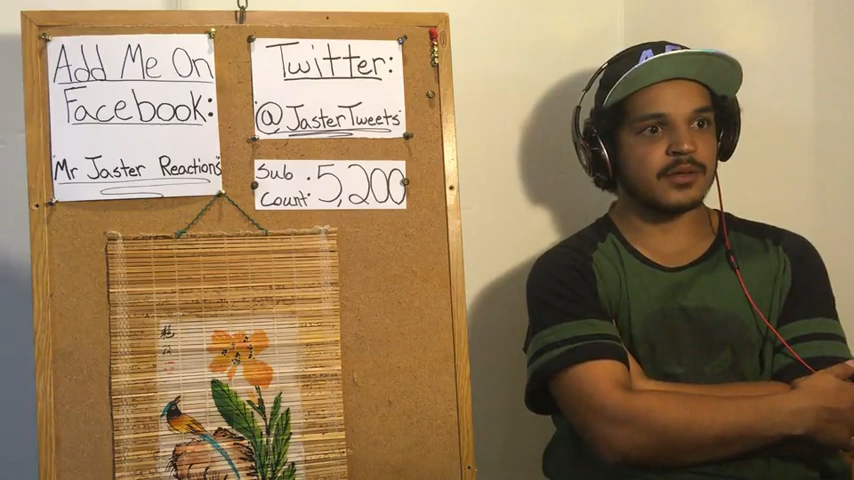 Add Me On
Facebook:
"Mr Jaster Reactions"
Twitter:
"@JasterTweets"
Sub
Count:
5,200